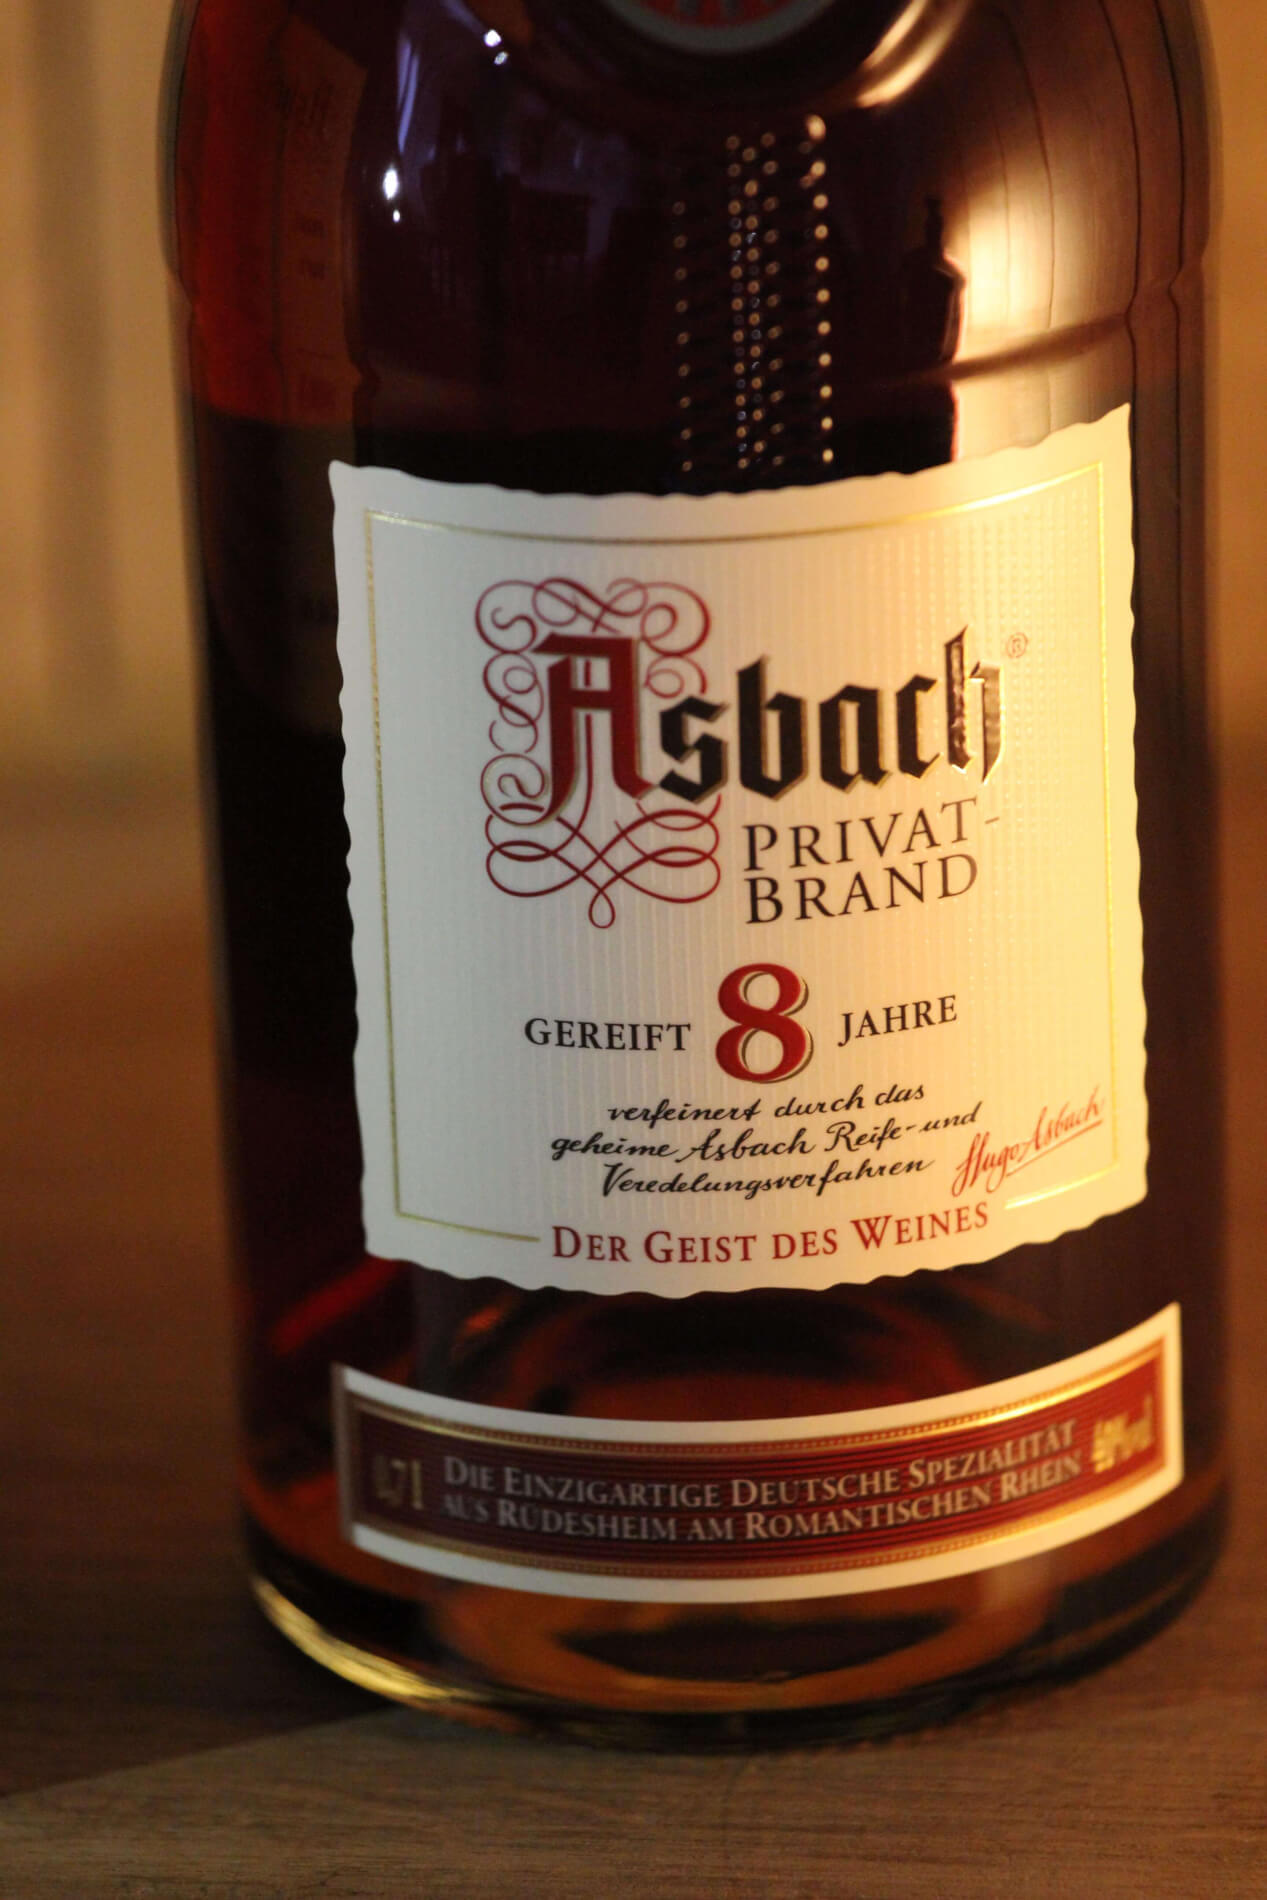 Asbach®
PRIVAT-
BRAND
GEREIFT 8 JAHRE
verfeinert durch das
geheime Asbach Reife- und
Veredelungsverfahren
Hugo Asbach
DER GEIST DES WEINES
0,7 l
DIE EINZIGARTIGE DEUTSCHE SPEZIALITÄT
AUS RÜDESHEIM AM ROMANTISCHEN RHEIN